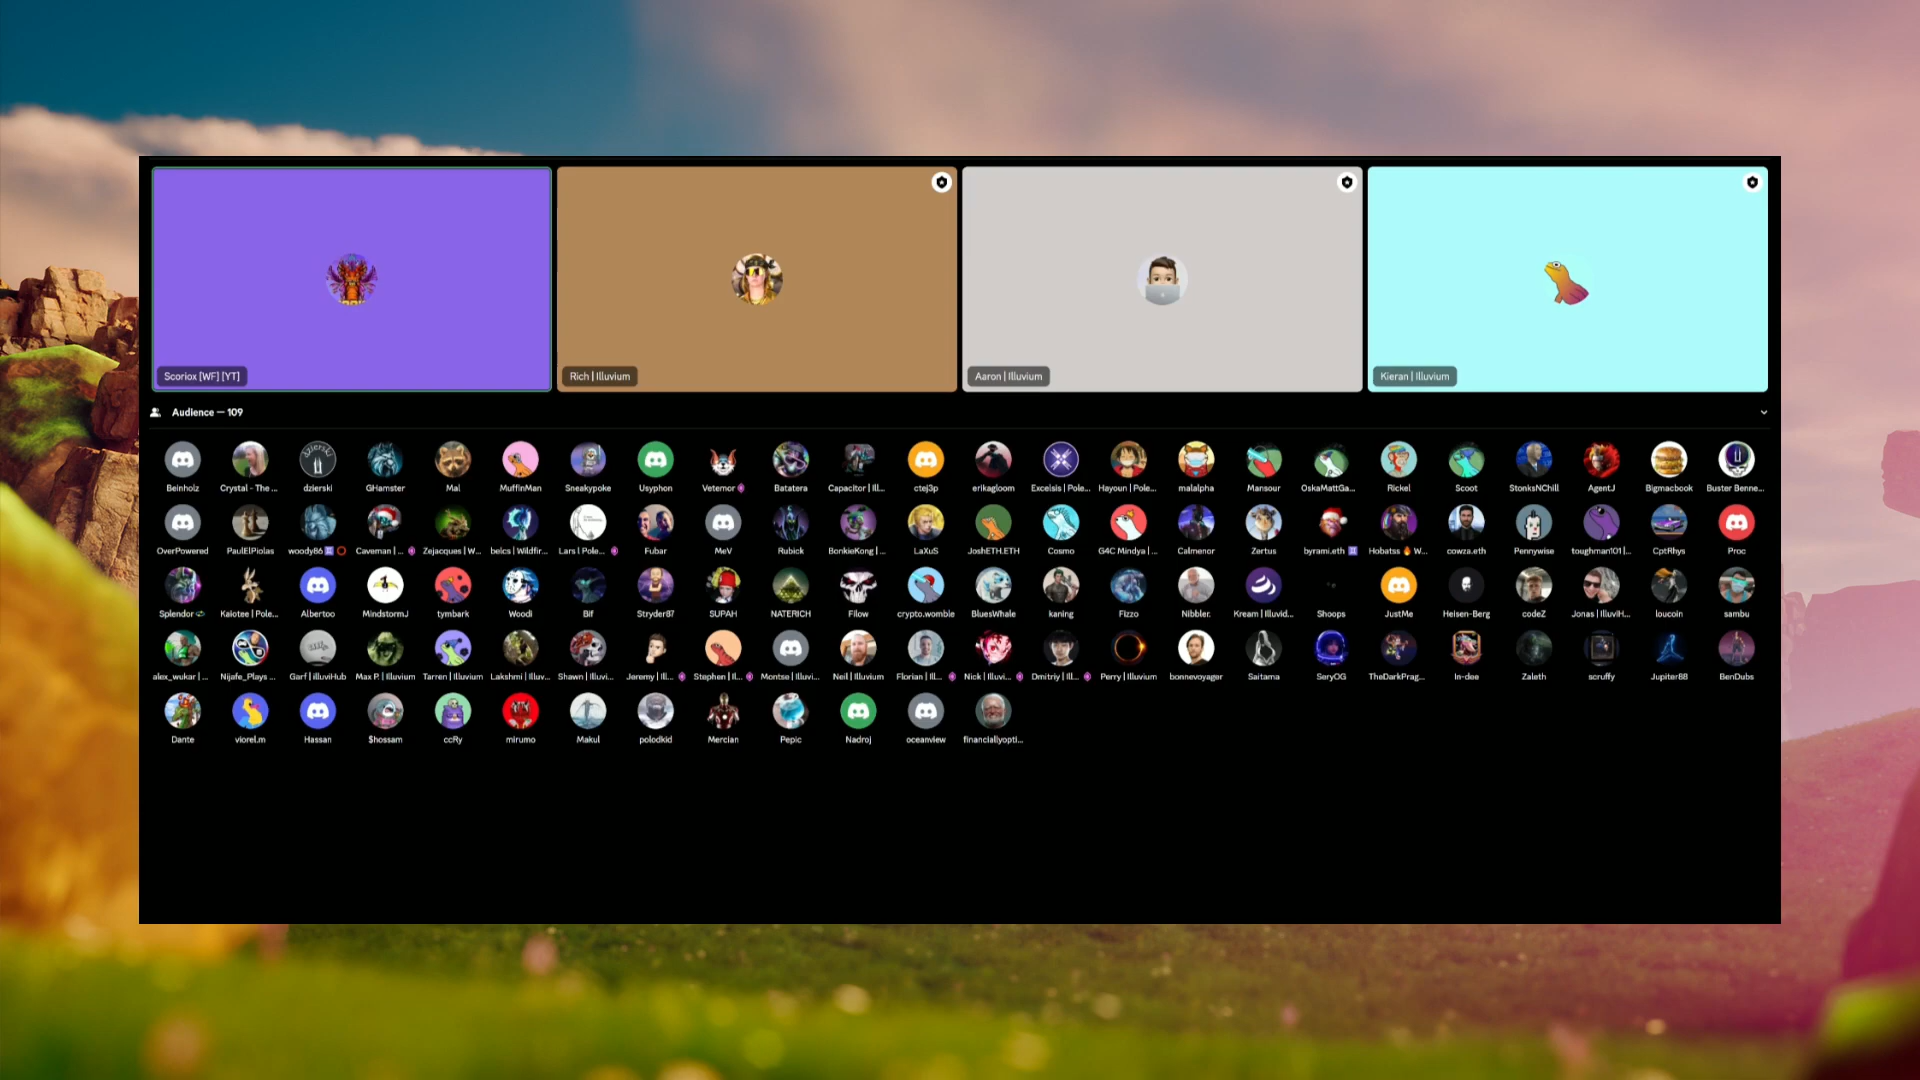 Scoriox [WF] [YT]
Rich | Illuvium
Aaron | Illuvium
Kieran | Illuvium
Audience — 109
Beinholz Crystal - The ... dzierski GHamster Mal MuffinMan Sneakypoke Usyphon Vetemor Batatera Capacitor | Ill... ctej3p erikagloom Excelsis | Pole... Hayoun | Pole... malalpha Mansour OskaMattGa... Rickel Scoot StonksNChill AgentJ Bigmacbook Buster Benne...
OverPowered PaulElPiolas woody86 Caveman | ... Zejacques | W... belcs | Wildfir... Lars | Pole... Fubar MeV Rubick BonkieKong | ... LaXuS JoshETH.ETH Cosmo G4C Mindya | ... Calmenor Zertus byrami.eth Hobatss 🔥 W... cowza.eth Pennywise toughman101 |... CptRhys Proc
Splendor Kaiotee | Pole... Albertoo MindstormJ tymbark Woodi Bif Stryder87 SUPAH NATERICH Filow crypto.womble BluesWhale kaning Fizzo Nibbler. Kream | Illuvid... Shoops JustMe Heisen-Berg codeZ Jonas | IlluviH... loucoin sambu
alex_wukar | ... Nijafe_Plays ... Garf | illuviHub Max P. | Illuvium Tarren | Illuvium Lakshmi | Illuv... Shawn | Illuvi... Jeremy | Ill... Stephen | Il... Montse | Illuvi... Neil | Illuvium Florian | Ill... Nick | Illuvi... Dmitriy | Ill... Perry | Illuvium bonnevoyager Saitama SeryOG TheDarkPrag... In-dee Zaleth scruffy Jupiter88 BenDubs
Dante viorel.m Hassan $hossam ccRy mirumo Makul polodkid Mercian Pepic Nadroj oceanview financiallyopti...